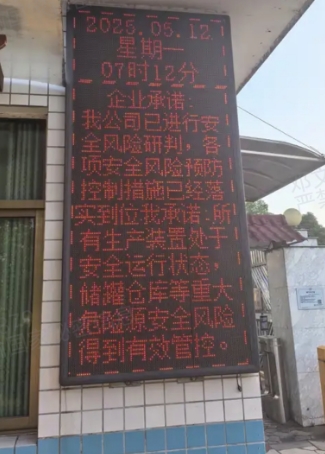 2025.05.12
星期一
07时12分
企业承诺:
我公司已进行安
全风险研判，各
项安全风险预防
控制措施已经落
实到位我承诺:所
有生产装置处于
安全运行状态，
储罐仓库等重大
危险源安全风险
得到有效管控。